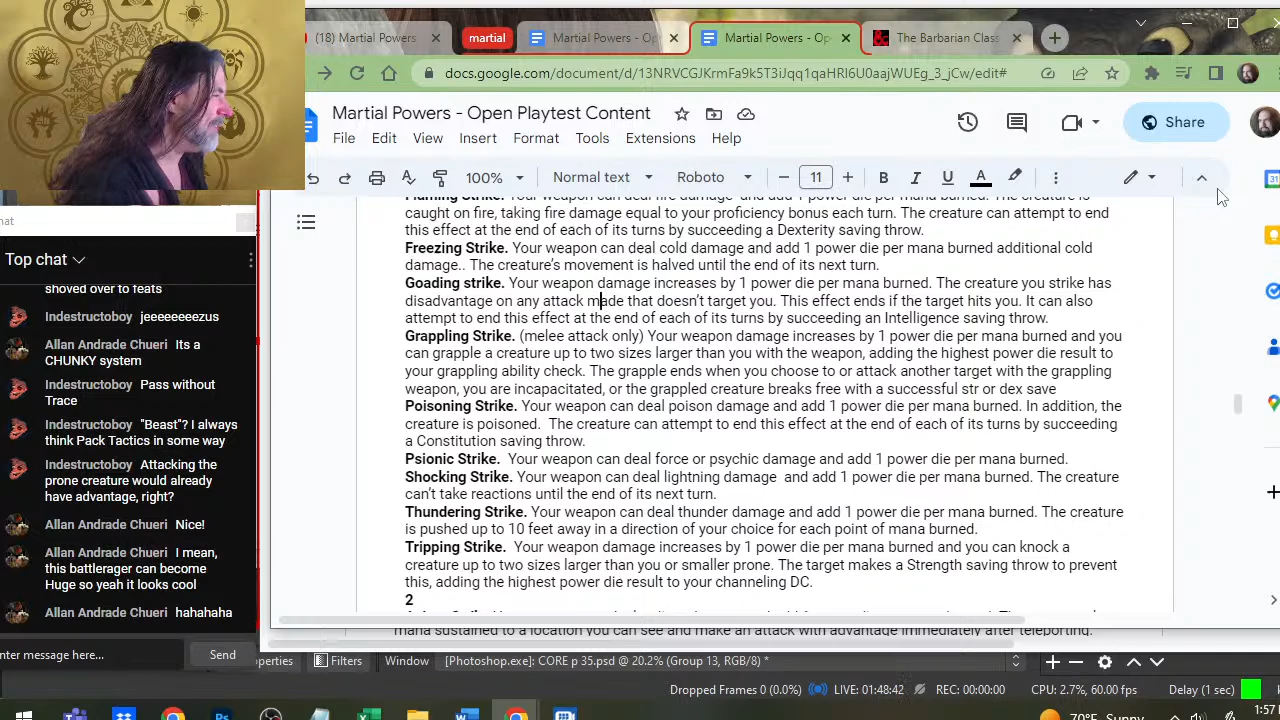 (18) Martial Powers
martial
Martial Powers - Op
Martial Powers - Op
The Barbarian Class
docs.google.com/document/d/13NRVCGJKrmFa9k5T3iJqq1qaHRl6U0aajWUEg_3_jCw/edit#
Martial Powers - Open Playtest Content
File Edit View Insert Format Tools Extensions Help
Share
100% Normal text Roboto 11 B I U A
caught on fire, taking fire damage equal to your proficiency bonus each turn. The creature can attempt to end
this effect at the end of each of its turns by succeeding a Dexterity saving throw.
Freezing Strike. Your weapon can deal cold damage and add 1 power die per mana burned additional cold
damage.. The creature's movement is halved until the end of its next turn.
Goading strike. Your weapon damage increases by 1 power die per mana burned. The creature you strike has
disadvantage on any attack made that doesn't target you. This effect ends if the target hits you. It can also
attempt to end this effect at the end of each of its turns by succeeding an Intelligence saving throw.
Grappling Strike. (melee attack only) Your weapon damage increases by 1 power die per mana burned and you
can grapple a creature up to two sizes larger than you with the weapon, adding the highest power die result to
your grappling ability check. The grapple ends when you choose to or attack another target with the grappling
weapon, you are incapacitated, or the grappled creature breaks free with a successful str or dex save
Poisoning Strike. Your weapon can deal poison damage and add 1 power die per mana burned. In addition, the
creature is poisoned. The creature can attempt to end this effect at the end of each of its turns by succeeding
a Constitution saving throw.
Psionic Strike. Your weapon can deal force or psychic damage and add 1 power die per mana burned.
Shocking Strike. Your weapon can deal lightning damage and add 1 power die per mana burned. The creature
can't take reactions until the end of its next turn.
Thundering Strike. Your weapon can deal thunder damage and add 1 power die per mana burned. The creature
is pushed up to 10 feet away in a direction of your choice for each point of mana burned.
Tripping Strike. Your weapon damage increases by 1 power die per mana burned and you can knock a
creature up to two sizes larger than you or smaller prone. The target makes a Strength saving throw to prevent
this, adding the highest power die result to your channeling DC.
2
mana sustained to a location you can see and make an attack with advantage immediately after teleporting.
hat
Top chat
shoved over to feats
Indestructoboy jeeeeeeezus
Allan Andrade Chueri Its a
CHUNKY system
Indestructoboy Pass without
Trace
Indestructoboy "Beast"? I always
think Pack Tactics in some way
Indestructoboy Attacking the
prone creature would already
have advantage, right?
Allan Andrade Chueri Nice!
Allan Andrade Chueri I mean,
this battlerager can become
Huge so yeah it looks cool
Allan Andrade Chueri hahahaha
nter message here... Send
perties Filters Window [Photoshop.exe]: CORE p 35.psd @ 20.2% (Group 13, RGB/8) *
Dropped Frames 0 (0.0%) LIVE: 01:48:42 REC: 00:00:00 CPU: 2.7%, 60.00 fps Delay (1 sec)
70°F Sunny 1:57